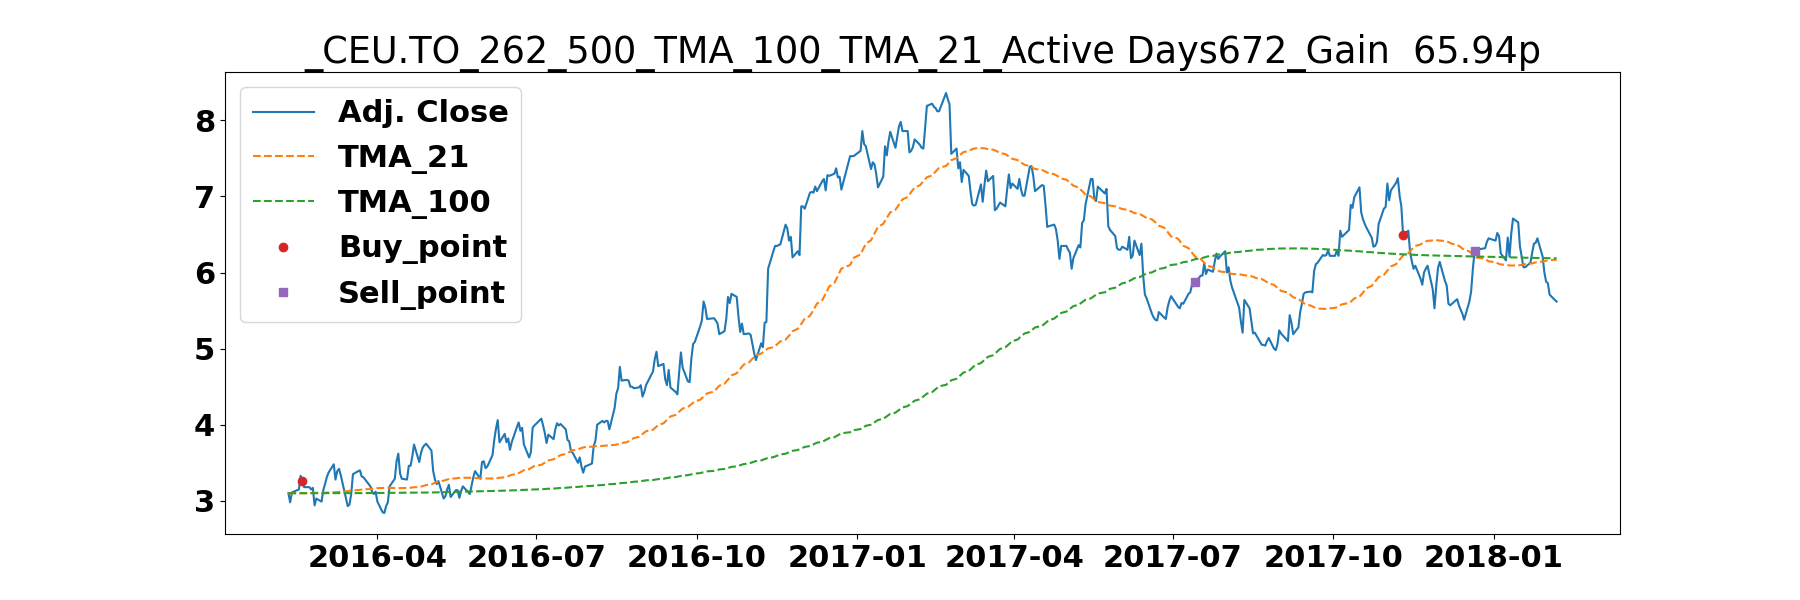 _CEU.TO_262_500_TMA_100_TMA_21_Active Days672_Gain  65.94p
Adj. Close
TMA_21
TMA_100
Buy_point
Sell_point
8
7
6
5
4
3
2016-04 2016-07 2016-10 2017-01 2017-04 2017-07 2017-10 2018-01